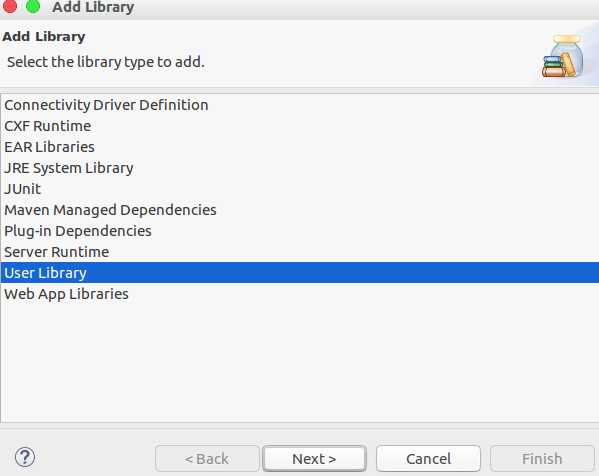 Add Library
Add Library
Select the library type to add.
Connectivity Driver Definition
CXF Runtime
EAR Libraries
JRE System Library
JUnit
Maven Managed Dependencies
Plug-in Dependencies
Server Runtime
User Library
Web App Libraries
? < Back Next > Cancel Finish